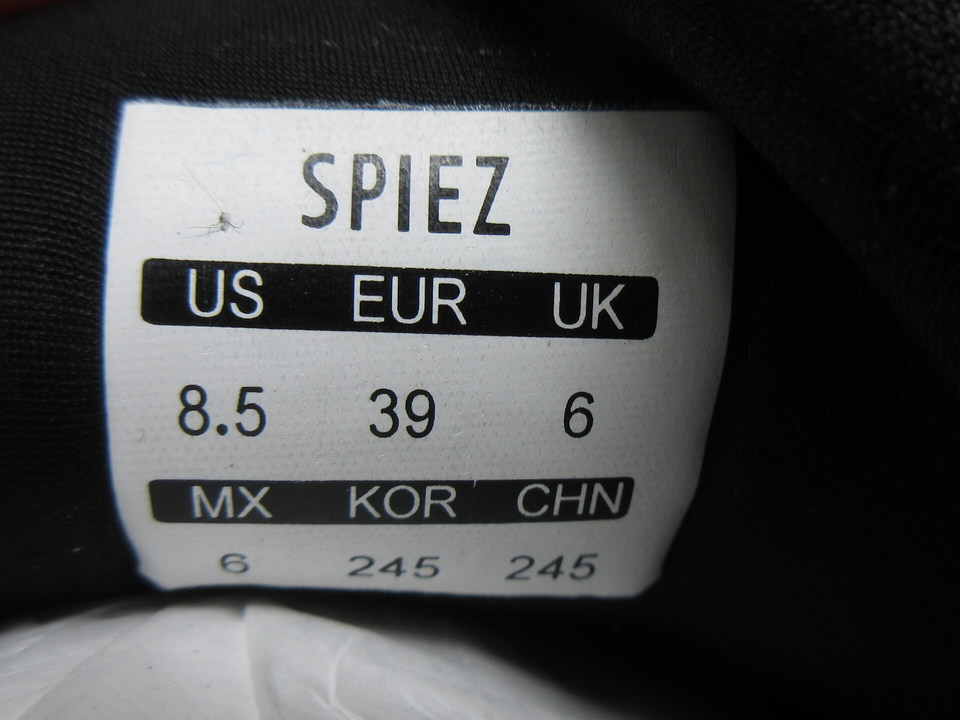 SPIEZ
US EUR UK
8.5 39 6
MX KOR CHN
6 245 245